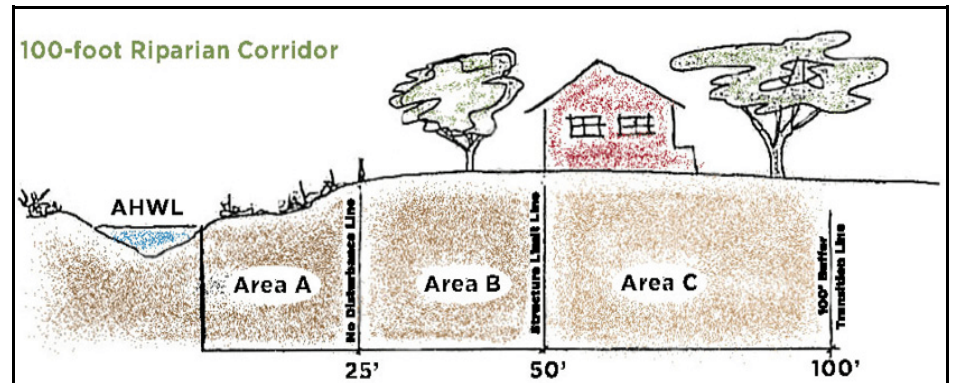 100-foot Riparian Corridor
AHWL
Area A
No Disturbance Line
Area B
Structure Limit Line
Area C
100' Buffer
Transition Line
25'
50'
100'